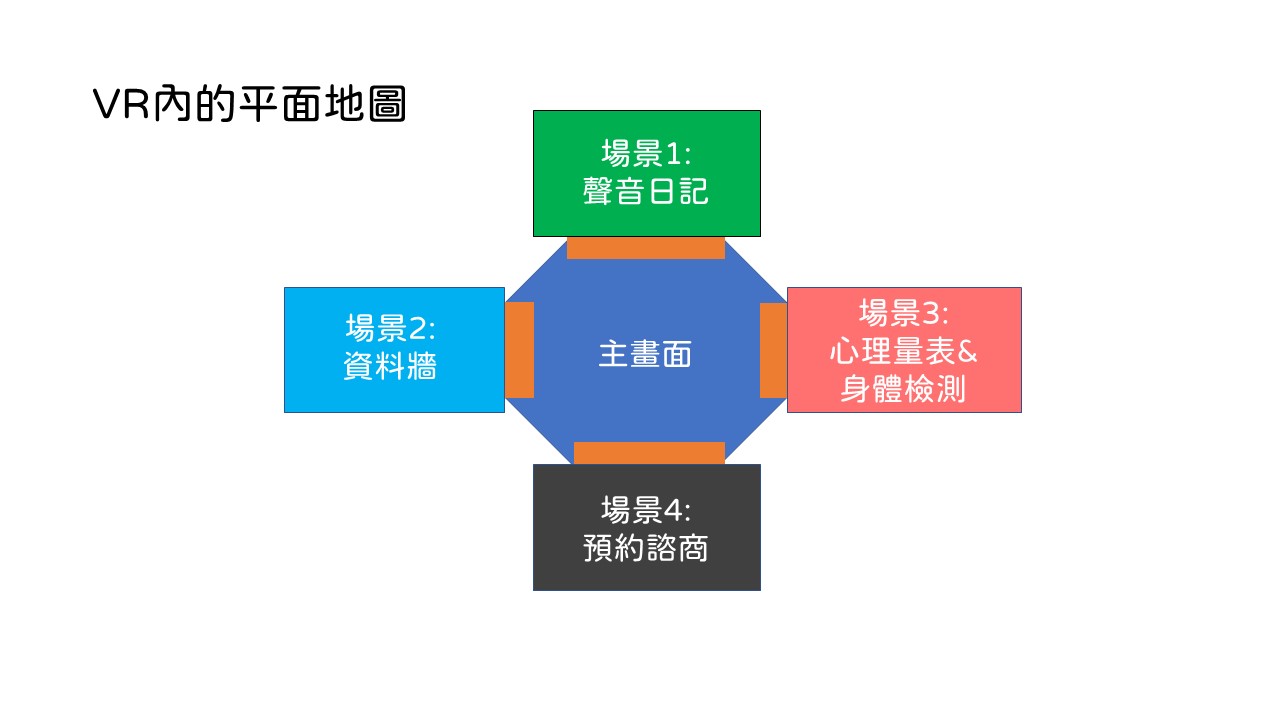 VR內的平面地圖
場景1:
聲音日記
場景2:
資料牆
主畫面
場景3:
心理量表&
身體檢測
場景4:
預約諮商